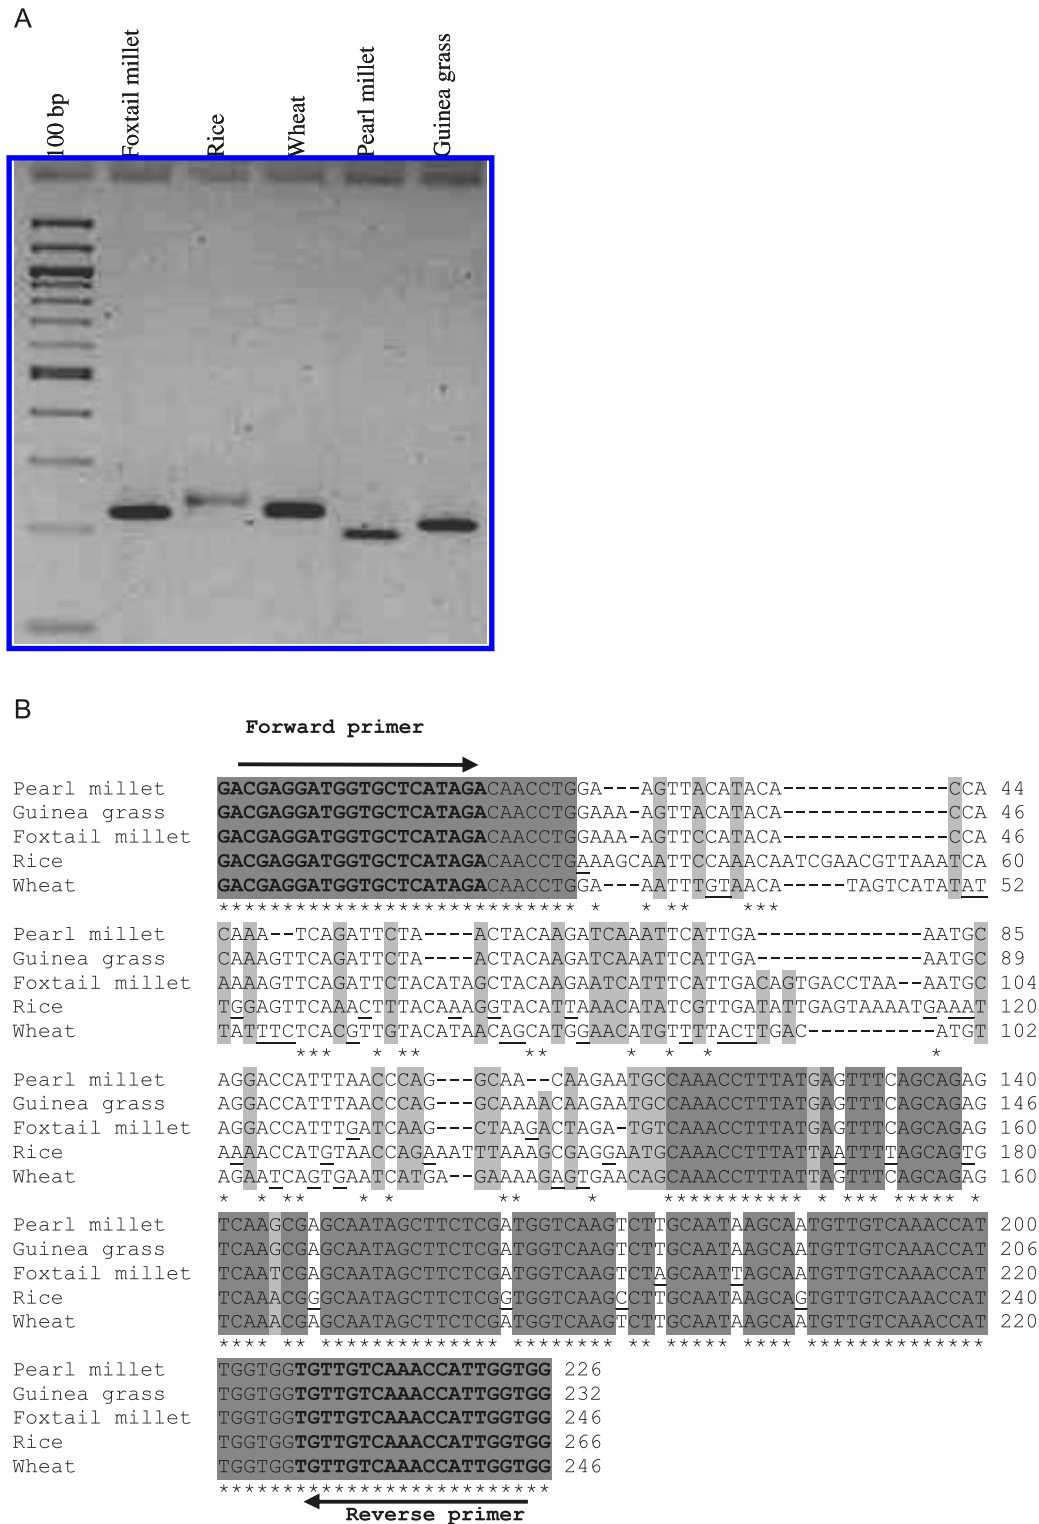 A
100 bp
Foxtail millet
Rice
Wheat
Pearl millet
Guinea grass
B
Forward primer
Pearl millet GACGAGGATGGTGCTCATAGACAACCTGGA---AGTTACATACA-------------CCA 44
Guinea grass GACGAGGATGGTGCTCATAGACAACCTGGAAA-AGTTACATACA-------------CCA 46
Foxtail millet GACGAGGATGGTGCTCATAGACAACCTGGAAA-AGTTCCATACA-------------CCA 46
Rice GACGAGGATGGTGCTCATAGACAACCTGAAAGCAATTCCAAACAATCGAACGTTAAATCA 60
Wheat GACGAGGATGGTGCTCATAGACAACCTGGA---AATTTGTAACA-----TAGTCATATAT 52
**************************** *   * **    ***
Pearl millet CAAA--TCAGATTCTA----ACTACAAGATCAAATTCATTGA-------------AATGC 85
Guinea grass CAAAGTTCAGATTCTA----ACTACAAGATCAAATTCATTGA-------------AATGC 89
Foxtail millet AAAAGTTCAGATTCTACATAGCTACAAGAATCATTTCATTGACAGTGACCTAA--AATGC 104
Rice TGGAGTTCAAACTTTACAAAGGTACATTAACATATCGTTGATATTGAGTAAAATGAAAT 120
Wheat TATTTCTCACGTTGTACATAACAGCATGGAACATGTTTTACTTGAC----------ATGT 102
***   * **        **      *  *  *                 *
Pearl millet AGGACCATTTAACCCAG---GCAA--CAAGAATGCCAAACCTTTATGAGTTTCAGCAGAG 140
Guinea grass AGGACCATTTAACCCAG---GCAAAACAAGAATGCCAAACCTTTATGAGTTTCAGCAGAG 146
Foxtail millet AGGACCATTTGATCAAG---CTAAGACTAGA-TGTCAAACCTTTATGAGTTTCAGCAGAG 160
Rice AAAACCATGTAACCAGAAATTTAAAGCGAGGAATGCAAACCTTTATTAATTTTAGCAGTG 180
Wheat AGAATCAGTGAATCATGA--GAAAAGAGTGAACAGCAAACCTTTATTAGTTTCAGCAGAG 160
*  * **    * *        **     *     *********** * *** ***** *
Pearl millet TCAAGCGAGCAATAGCTTCTCGATGGTCAAGTCTTGCAATAAGCAATGTTGTCAAACCAT 200
Guinea grass TCAAGCGAGCAATAGCTTCTCGATGGTCAAGTCTTGCAATAAGCAATGTTGTCAAACCAT 206
Foxtail millet TCAATCGAGCAATAGCTTCTCGATGGTCAAGTCTAGCAATTAGCAATGTTGTCAAACCAT 220
Rice TCAAACGGGCAATAGCTTCTCGGTGGTCAAGCCTTGCAATAAGCAGTGTTGTCAAACCAT 240
Wheat TCAAACGAGCAATAGCTTCTCGATGGTCAAGTCTTGCAATAAGCAATGTTGTCAAACCAT 220
**** ** ************** ******** ** ***** **** **************
Pearl millet TGGTGGTGTTGTCAAACCATTGGTGG 226
Guinea grass TGGTGGTGTTGTCAAACCATTGGTGG 232
Foxtail millet TGGTGGTGTTGTCAAACCATTGGTGG 246
Rice TGGTGGTGTTGTCAAACCATTGGTGG 266
Wheat TGGTGGTGTTGTCAAACCATTGGTGG 246
**************************
Reverse primer